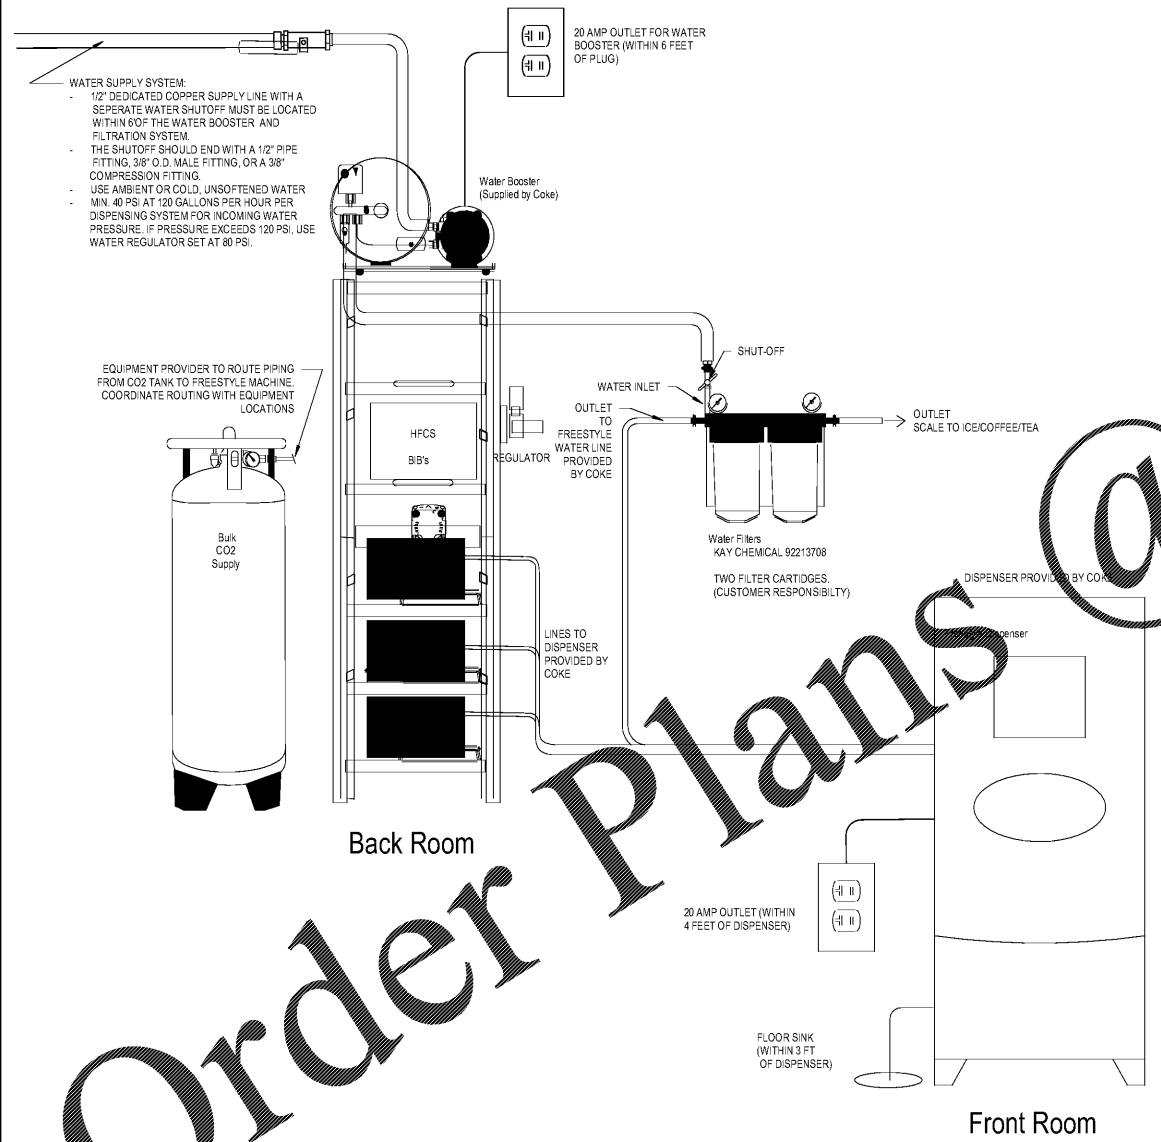 20 AMP OUTLET FOR WATER
BOOSTER (WITHIN 6 FEET
OF PLUG)
WATER SUPPLY SYSTEM:
- 1/2" DEDICATED COPPER SUPPLY LINE WITH A
SEPERATE WATER SHUTOFF MUST BE LOCATED
WITHIN 6'OF THE WATER BOOSTER AND
FILTRATION SYSTEM.
- THE SHUTOFF SHOULD END WITH A 1/2" PIPE
FITTING, 3/8" O.D. MALE FITTING, OR A 3/8"
COMPRESSION FITTING.
- USE AMBIENT OR COLD, UNSOFTENED WATER
- MIN. 40 PSI AT 120 GALLONS PER HOUR PER
DISPENSING SYSTEM FOR INCOMING WATER
PRESSURE. IF PRESSURE EXCEEDS 120 PSI, USE
WATER REGULATOR SET AT 80 PSI.
Water Booster
(Supplied by Coke)
EQUIPMENT PROVIDER TO ROUTE PIPING
FROM CO2 TANK TO FREESTYLE MACHINE.
COORDINATE ROUTING WITH EQUIPMENT
LOCATIONS
SHUT-OFF
WATER INLET
OUTLET
TO
FREESTYLE
WATER LINE
PROVIDED
BY COKE
OUTLET
SCALE TO ICE/COFFEE/TEA
HFCS
BIB's
REGULATOR
Bulk
CO2
Supply
Water Filters
KAY CHEMICAL 92213708
TWO FILTER CARTIDGES.
(CUSTOMER RESPONSIBILTY)
DISPENSER PROVIDED BY COKE
Dispenser
LINES TO
DISPENSER
PROVIDED BY
COKE
Back Room
20 AMP OUTLET (WITHIN
4 FEET OF DISPENSER)
FLOOR SINK
(WITHIN 3 FT
OF DISPENSER)
Front Room
Order Plans @